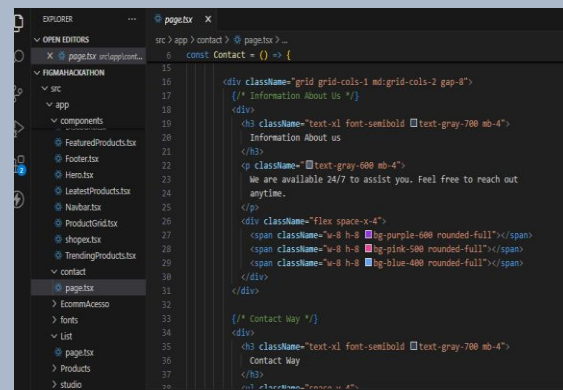 EXPLORER
OPEN EDITORS
page.tsx src\app\cont...
FIGMAHACKATHON
src
app
components
FeaturedProducts.tsx
Footer.tsx
Hero.tsx
LeatestProducts.tsx
Navbar.tsx
ProductGrid.tsx
shopex.tsx
TrendingProducts.tsx
contact
page.tsx
EcommAcesso
fonts
List
page.tsx
Products
studio
page.tsx X
src > app > contact > page.tsx > ...
6 const Contact = () => {
15
16 <div className="grid grid-cols-1 md:grid-cols-2 gap-8">
17 {/* Information About Us */}
18 <div>
19 <h3 className="text-xl font-semibold text-gray-700 mb-4">
20 Information About us
21 </h3>
22 <p className="text-gray-600 mb-4">
23 We are available 24/7 to assist you. Feel free to reach out
24 anytime.
25 </p>
26 <div className="flex space-x-4">
27 <span className="w-8 h-8 bg-purple-600 rounded-full"></span>
28 <span className="w-8 h-8 bg-pink-500 rounded-full"></span>
29 <span className="w-8 h-8 bg-blue-400 rounded-full"></span>
30 </div>
31 </div>
32
33 {/* Contact Way */}
34 <div>
35 <h3 className="text-xl font-semibold text-gray-700 mb-4">
36 Contact Way
37 </h3>
38 <ul className="space-y-4">